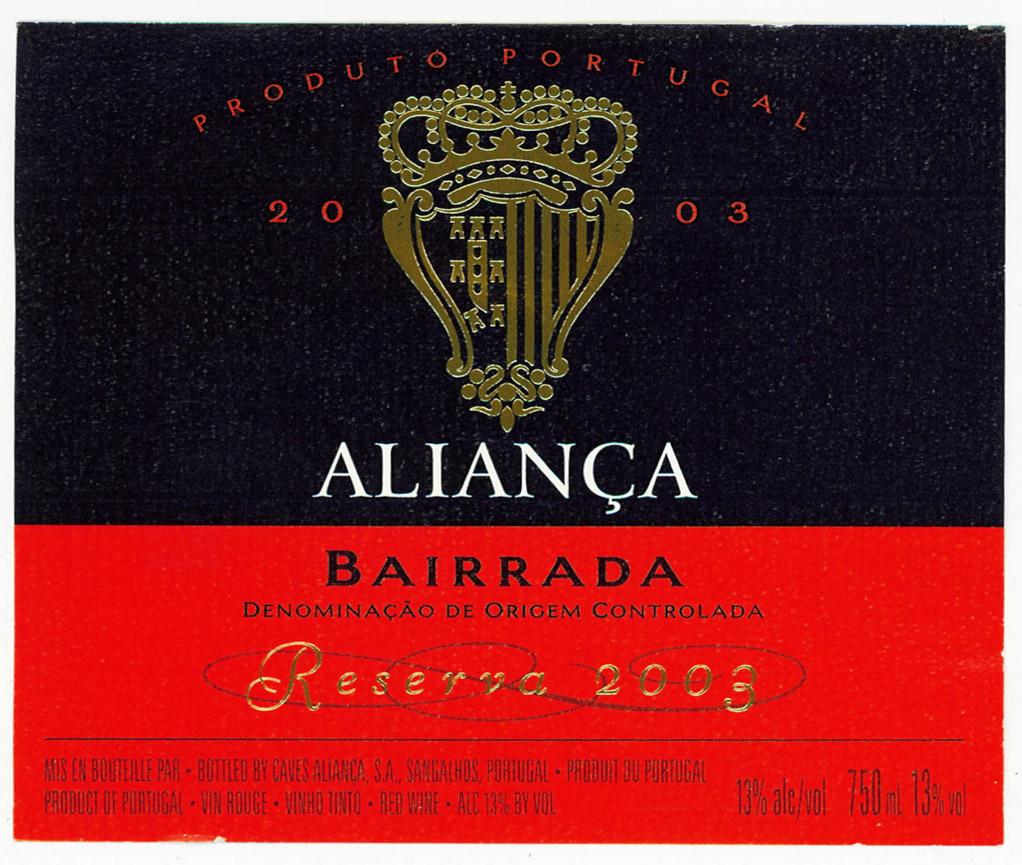 PRODUTO PORTUGAL
20 03
ALIANÇA
BAIRRADA
DENOMINAÇÃO DE ORIGEM CONTROLADA
Reserva 2003
MIS EN BOUTEILLE PAR • BOTTLED BY CAVES ALIANÇA, S.A., SANGALHOS, PORTUGAL • PRODUIT DU PORTUGAL
PRODUCT OF PORTUGAL • VIN ROUGE • VINHO TINTO • RED WINE • ALC 13% BY VOL
13% alc/vol 750 mL 13% vol